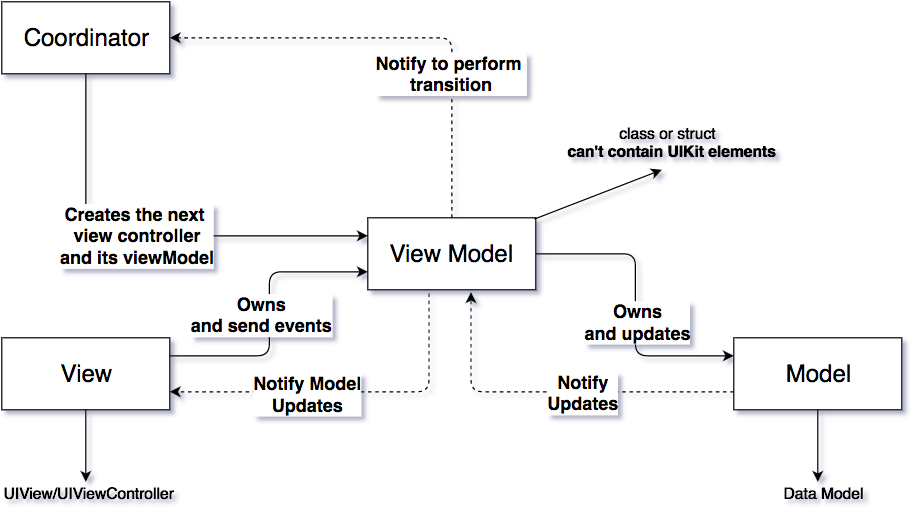 Coordinator
Notify to perform
transition
class or struct
can't contain UIKit elements
Creates the next
view controller
and its viewModel
View Model
Owns
and send events
Owns
and updates
View
Notify Model
Updates
Notify
Updates
Model
UIView/UIViewController
Data Model